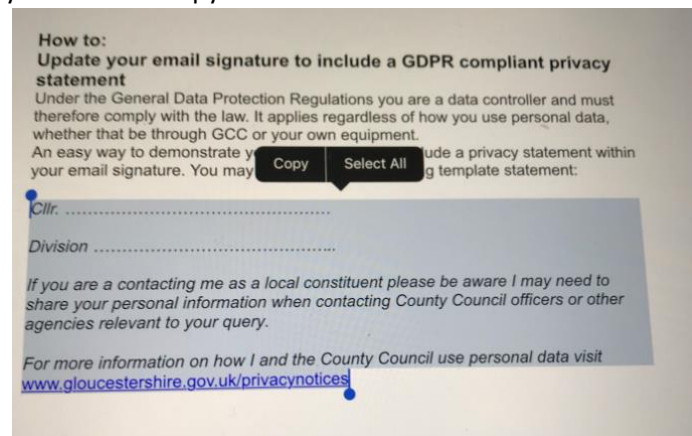 How to:
Update your email signature to include a GDPR compliant privacy
statement
Under the General Data Protection Regulations you are a data controller and must
therefore comply with the law. It applies regardless of how you use personal data,
whether that be through GCC or your own equipment.
An easy way to demonstrate y Copy Select All ude a privacy statement within
your email signature. You may g template statement:
Cllr. ......................................................
Division ..................................................
If you are a contacting me as a local constituent please be aware I may need to
share your personal information when contacting County Council officers or other
agencies relevant to your query.
For more information on how I and the County Council use personal data visit
www.gloucestershire.gov.uk/privacynotices